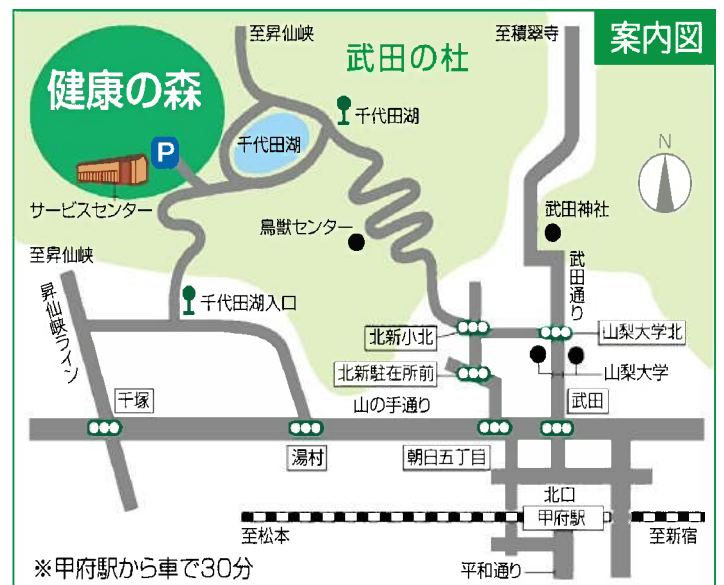 案内図
至昇仙峡
至積翠寺
武田の杜
健康の森
千代田湖
P
千代田湖
N
サービスセンター
鳥獣センター
武田神社
至昇仙峡
武田通り
昇仙峡ライン
千代田湖入口
北新小北
山梨大学北
北新駐在所前
山梨大学
千塚
山の手通り
武田
湯村
朝日五丁目
北口
甲府駅
至松本
至新宿
※甲府駅から車で30分
平和通り